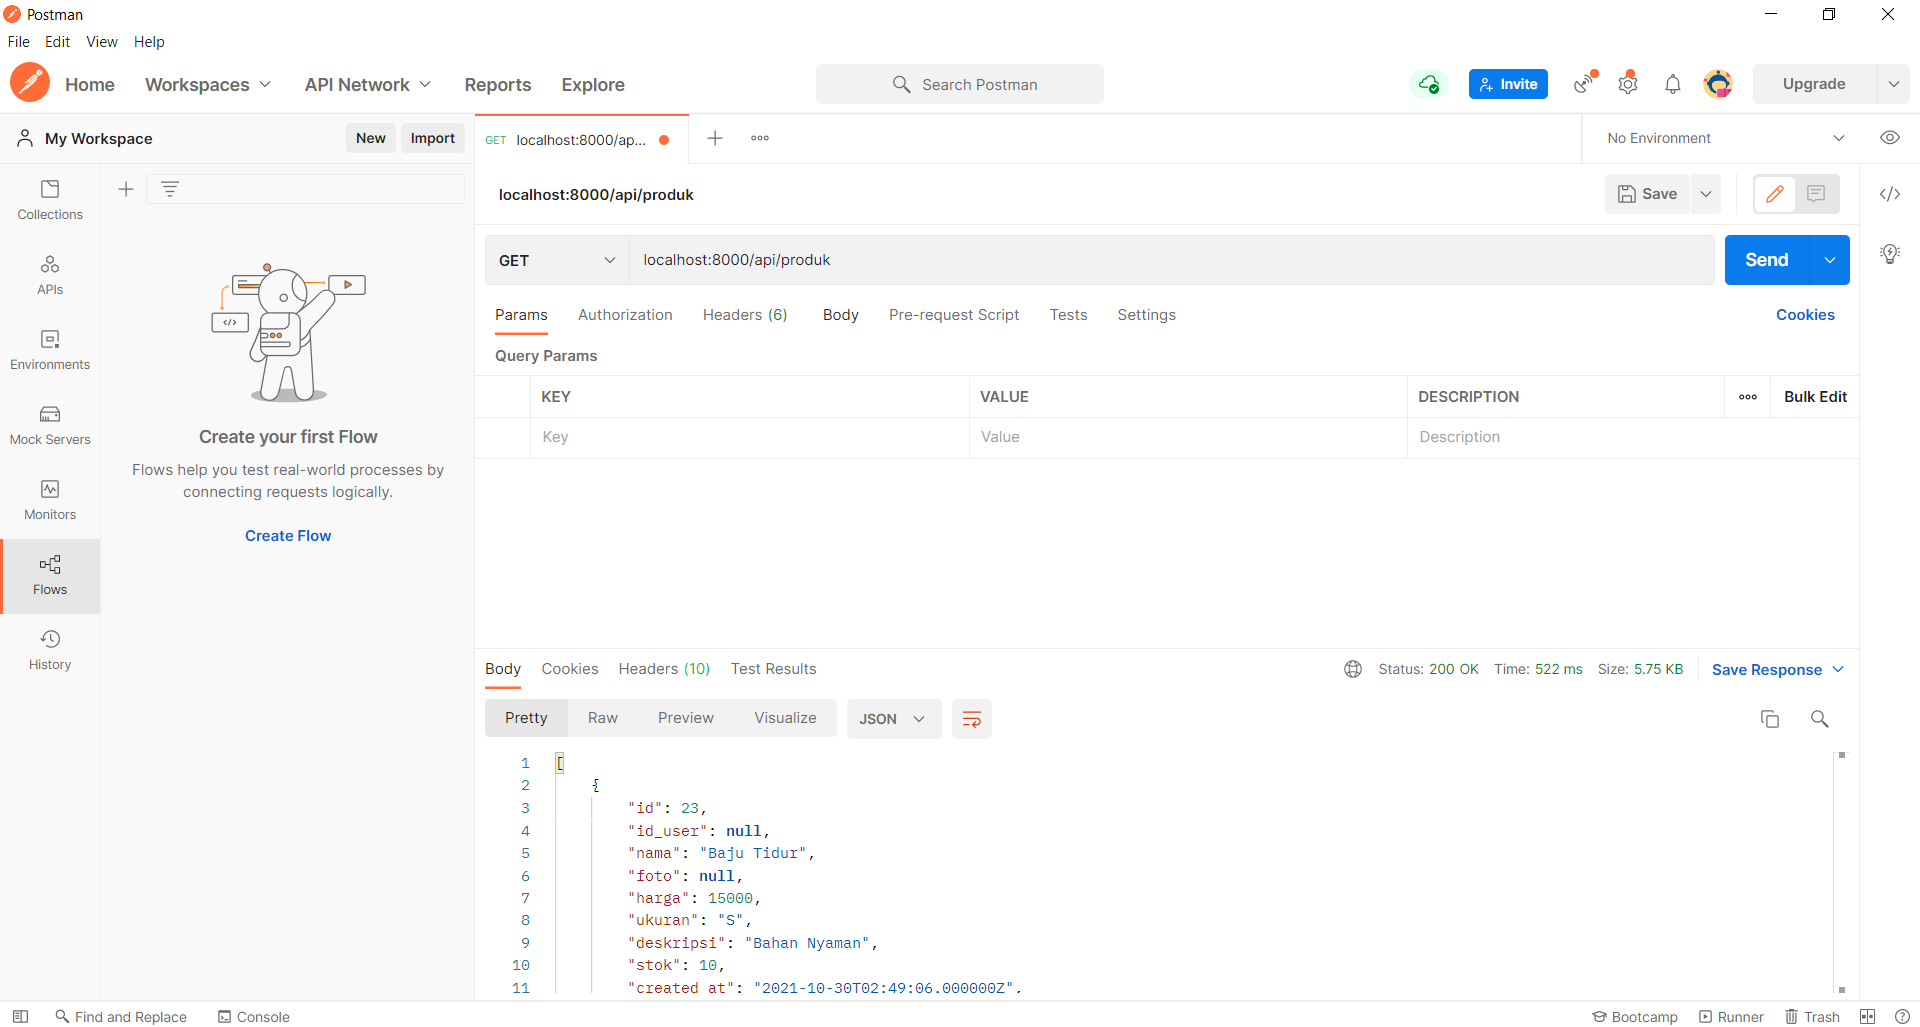 Postman
File Edit View Help
Home Workspaces API Network Reports Explore Search Postman Invite Upgrade
My Workspace New Import GET localhost:8000/ap... No Environment
localhost:8000/api/produk Save
Collections
APIs
Environments
Mock Servers
Monitors
Flows
History
</>
Create your first Flow
Flows help you test real-world processes by
connecting requests logically.
Create Flow
GET localhost:8000/api/produk Send
Params Authorization Headers (6) Body Pre-request Script Tests Settings Cookies
Query Params
KEY VALUE DESCRIPTION Bulk Edit
Key Value Description
Body Cookies Headers (10) Test Results Status: 200 OK Time: 522 ms Size: 5.75 KB Save Response
Pretty Raw Preview Visualize JSON
1 [
2 {
3 "id": 23,
4 "id_user": null,
5 "nama": "Baju Tidur",
6 "foto": null,
7 "harga": 15000,
8 "ukuran": "S",
9 "deskripsi": "Bahan Nyaman",
10 "stok": 10,
11 "created_at": "2021-10-30T02:49:06.000000Z",
Find and Replace Console Bootcamp Runner Trash